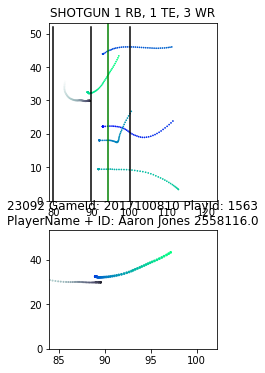 SHOTGUN 1 RB, 1 TE, 3 WR
50
40
30
20
10
0
80 90 100 110 120
23092 GameId: 2017100810 PlayId: 1563
PlayerName + ID: Aaron Jones 2558116.0
40
20
0
85 90 95 100